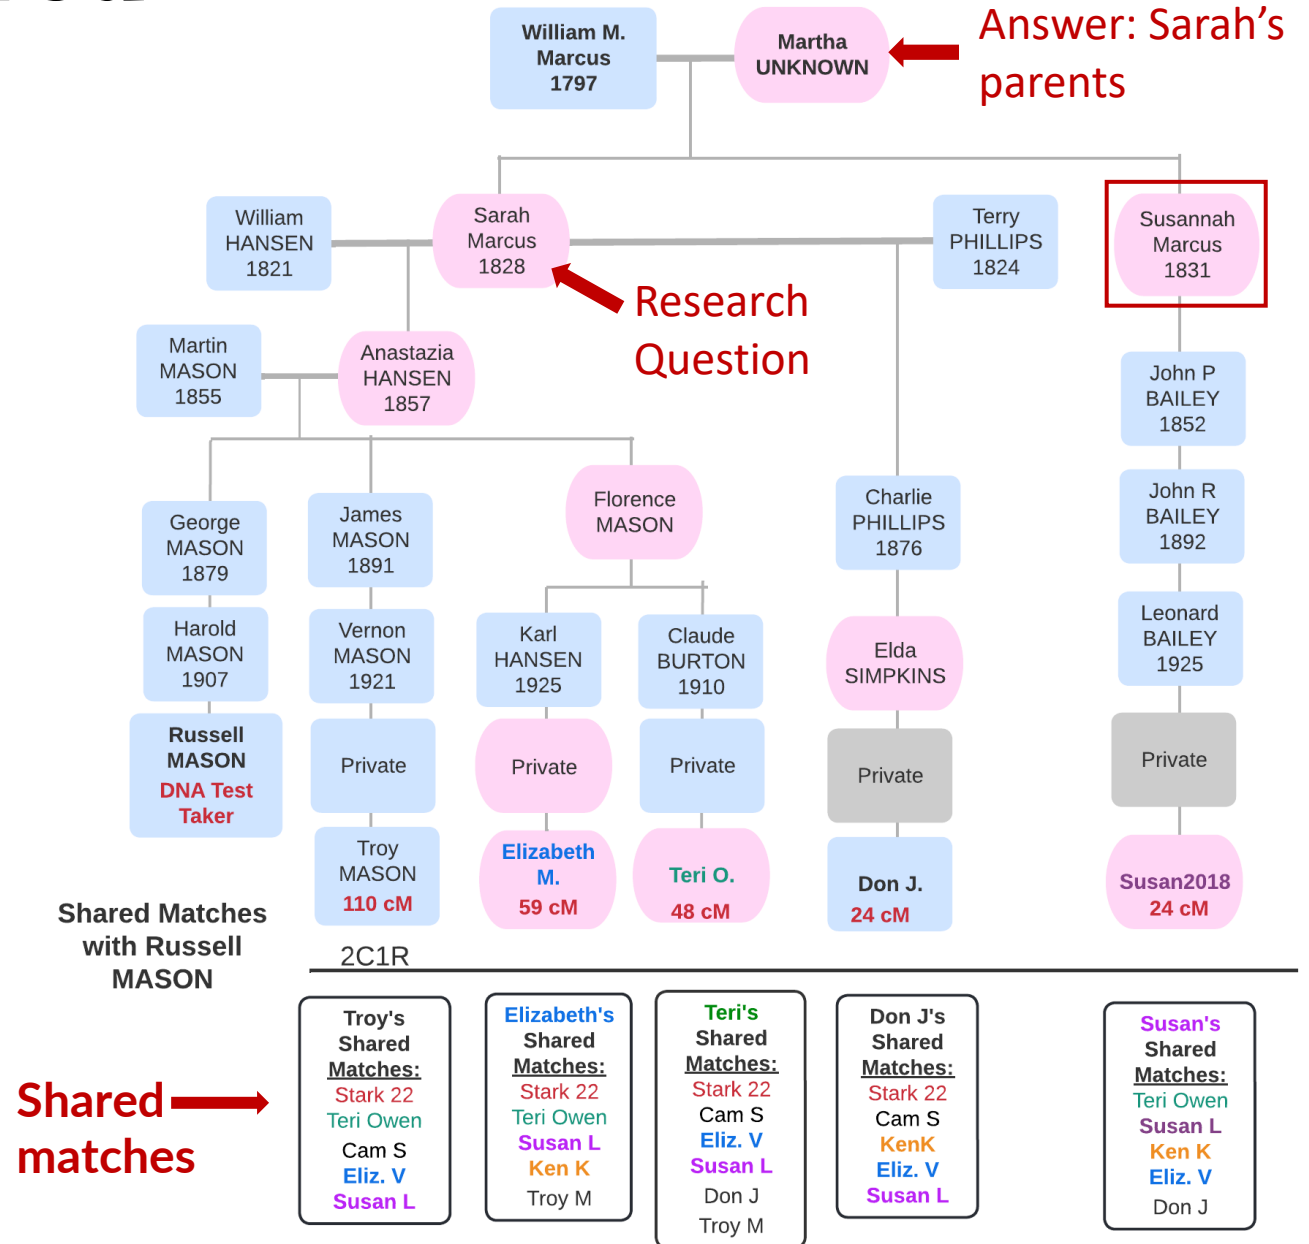 William M.
Marcus
1797
Martha
UNKNOWN
Answer: Sarah’s
parents
William
HANSEN
1821
Sarah
Marcus
1828
Terry
PHILLIPS
1824
Susannah
Marcus
1831
Research
Question
Martin
MASON
1855
Anastazia
HANSEN
1857
John P
BAILEY
1852
George
MASON
1879
James
MASON
1891
Florence
MASON
Charlie
PHILLIPS
1876
John R
BAILEY
1892
Harold
MASON
1907
Vernon
MASON
1921
Karl
HANSEN
1925
Claude
BURTON
1910
Elda
SIMPKINS
Leonard
BAILEY
1925
Russell
MASON
DNA Test
Taker
Private
Private
Private
Private
Private
Troy
MASON
110 cM
Elizabeth
M.
59 cM
Teri O.
48 cM
Don J.
24 cM
Susan2018
24 cM
Shared Matches
with Russell
MASON
2C1R
Shared
matches
Troy's
Shared
Matches:
Stark 22
Teri Owen
Cam S
Eliz. V
Susan L
Elizabeth's
Shared
Matches:
Stark 22
Teri Owen
Susan L
Ken K
Troy M
Teri's
Shared
Matches:
Stark 22
Cam S
Eliz. V
Susan L
Don J
Troy M
Don J's
Shared
Matches:
Stark 22
Cam S
KenK
Eliz. V
Susan L
Susan's
Shared
Matches:
Teri Owen
Susan L
Ken K
Eliz. V
Don J